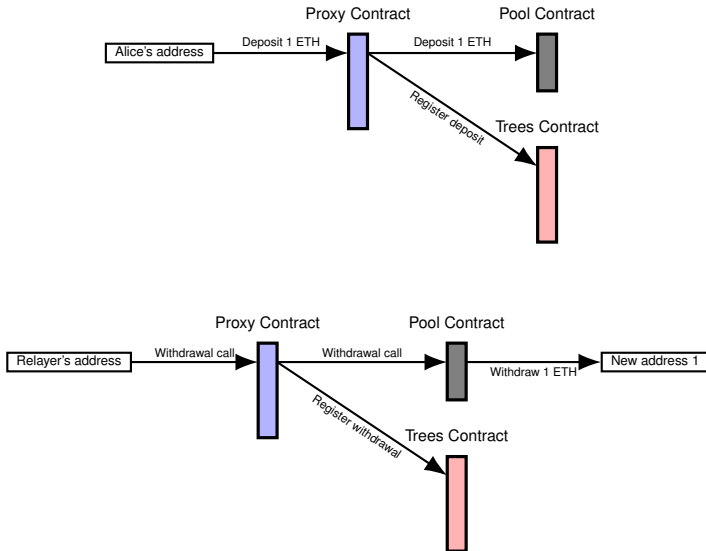 Proxy Contract
Pool Contract
Alice's address
Deposit 1 ETH
Deposit 1 ETH
Register deposit
Trees Contract
Proxy Contract
Pool Contract
Relayer's address
Withdrawal call
Withdrawal call
Withdraw 1 ETH
New address 1
Register withdrawal
Trees Contract